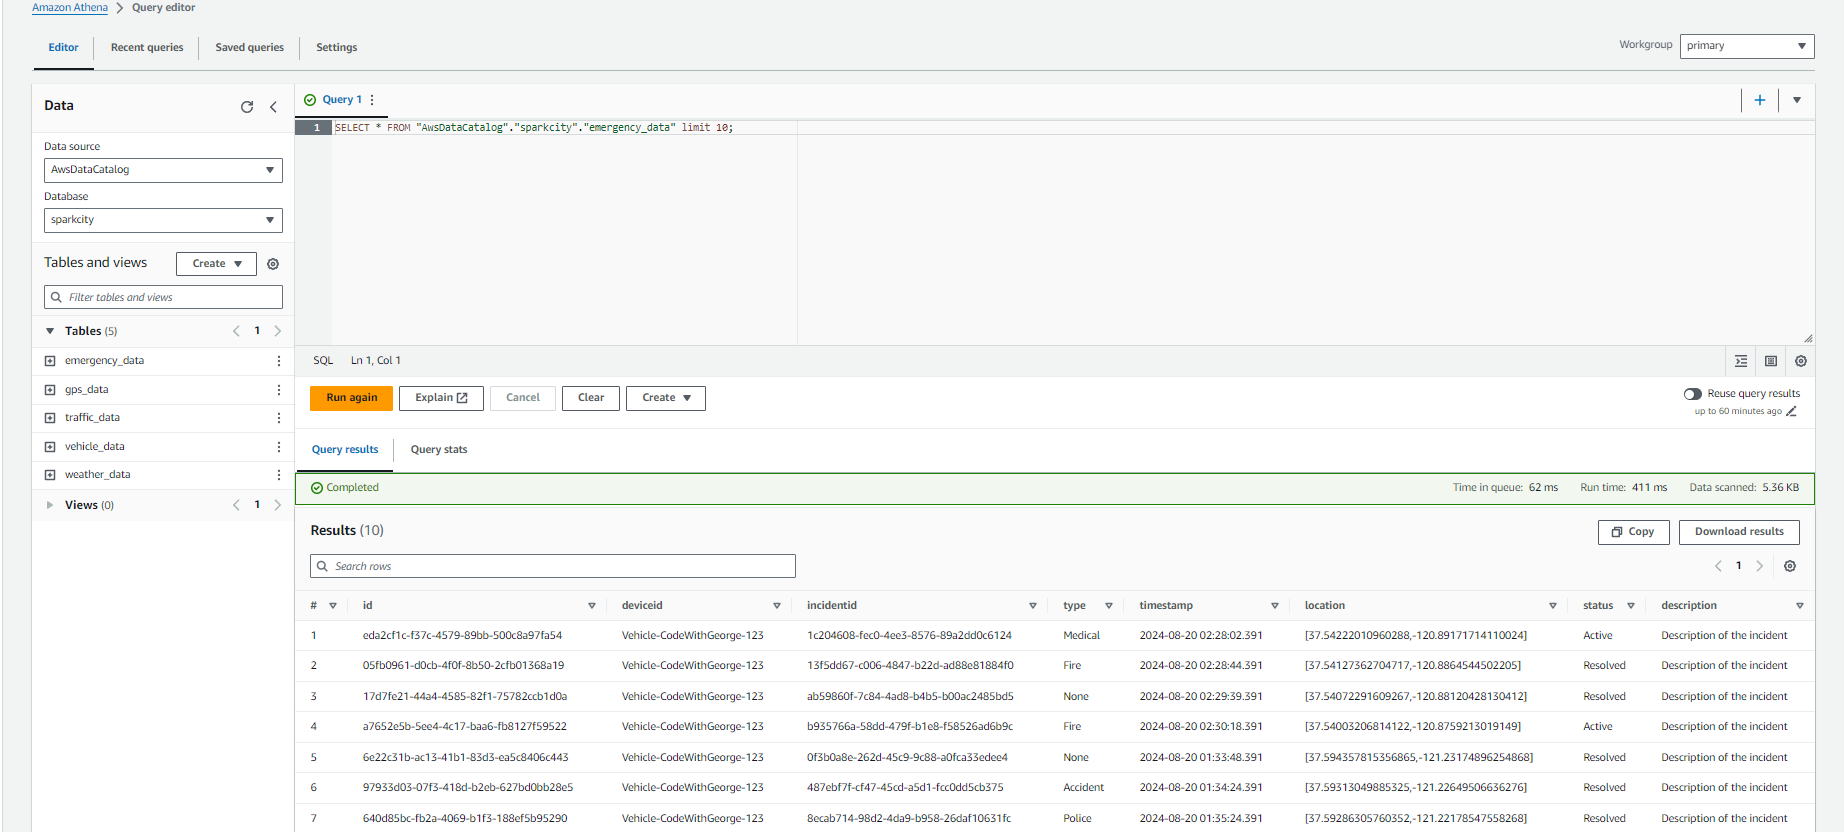 Amazon Athena > Query editor
Editor Recent queries Saved queries Settings
Workgroup primary
Data
Query 1
1 SELECT * FROM "AwsDataCatalog"."sparkcity"."emergency_data" limit 10;
Data source
AwsDataCatalog
Database
sparkcity
Tables and views Create
Filter tables and views
Tables (5) < 1 >
emergency_data
gps_data
traffic_data
vehicle_data
weather_data
Views (0) < 1 >
SQL Ln 1, Col 1
Run again Explain Cancel Clear Create
Reuse query results
up to 60 minutes ago
Query results Query stats
Completed Time in queue: 62 ms Run time: 411 ms Data scanned: 5.36 KB
Results (10) Copy Download results
Search rows < 1 >
# id deviceid incidentid type timestamp location status description
1 eda2cf1c-f37c-4579-89bb-500c8a97fa54 Vehicle-CodeWithGeorge-123 1c204608-fec0-4ee3-8576-89a2dd0c6124 Medical 2024-08-20 02:28:02.391 [37.54222010960288,-120.89171714110024] Active Description of the incident
2 05fb0961-d0cb-4f0f-8b50-2cfb01368a19 Vehicle-CodeWithGeorge-123 13f5dd67-c006-4847-b22d-ad88e81884f0 Fire 2024-08-20 02:28:44.391 [37.54127362704717,-120.8864544502205] Resolved Description of the incident
3 17d7fe21-44a4-4585-82f1-75782ccb1d0a Vehicle-CodeWithGeorge-123 ab59860f-7c84-4ad8-b4b5-b00ac2485bd5 None 2024-08-20 02:29:39.391 [37.54072291609267,-120.88120428130412] Resolved Description of the incident
4 a7652e5b-5ee4-4c17-baa6-fb8127f59522 Vehicle-CodeWithGeorge-123 b935766a-58dd-479f-b1e8-f58526ad6b9c Fire 2024-08-20 02:30:18.391 [37.54003206814122,-120.8759213019149] Active Description of the incident
5 6e22c31b-ac13-41b1-83d3-ea5c8406c443 Vehicle-CodeWithGeorge-123 0f3b0a8e-262d-45c9-9c88-a0fca33edee4 None 2024-08-20 01:33:48.391 [37.594357815356865,-121.23174896254868] Resolved Description of the incident
6 97933d03-07f3-418d-b2eb-627bd0bb28e5 Vehicle-CodeWithGeorge-123 487ebf7f-cf47-45cd-a5d1-fcc0dd5cb375 Accident 2024-08-20 01:34:24.391 [37.59313049885325,-121.22649506636276] Resolved Description of the incident
7 640d85bc-fb2a-4069-b1f3-188ef5b95290 Vehicle-CodeWithGeorge-123 8ecab714-98d2-4da9-b958-26daf10631fc Police 2024-08-20 01:35:24.391 [37.59286305760352,-121.22178547558268] Resolved Description of the incident